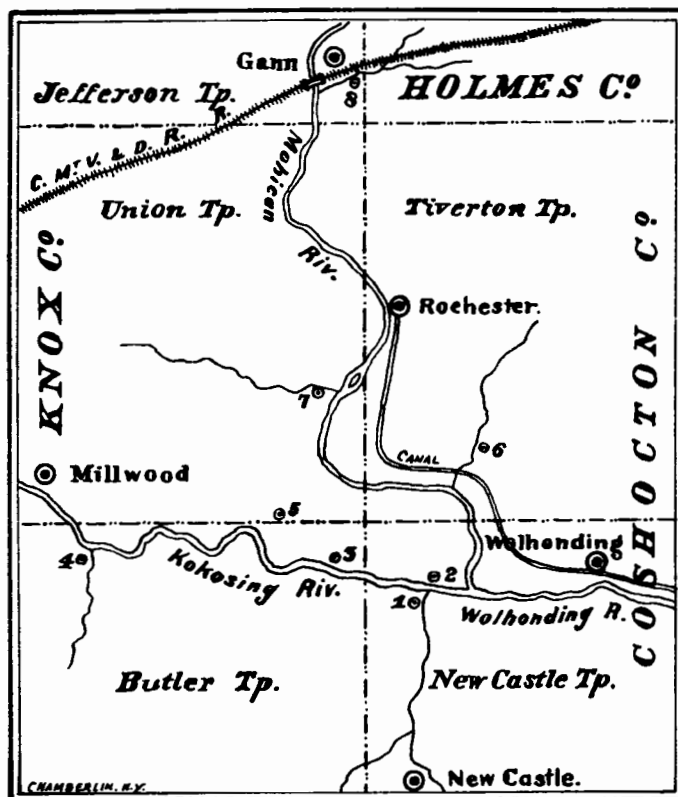 Gann
Jefferson Tp.
HOLMES Cº
8
C. Mᵗ V. & D. R. R.
Mohican
Riv.
Union Tp.
Tiverton Tp.
KNOX Cº
COSHOCTON Cº
Rochester.
7
CANAL
6
Millwood
5
Walhonding
4
3
Kokosing Riv.
2
1
Walhonding R.
Butler Tp.
New Castle Tp.
New Castle.
CHAMBERLIN. N.Y.